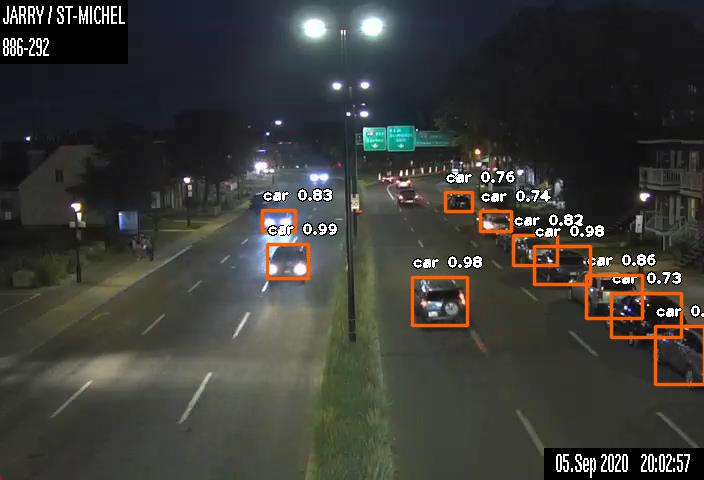 JARRY / ST-MICHEL
886-292
car 0.76
car 0.83
car 0.74
car 0.82
car 0.99
car 0.98
car 0.98
car 0.86
car 0.73
car 0.
05.Sep 2020 20:02:57